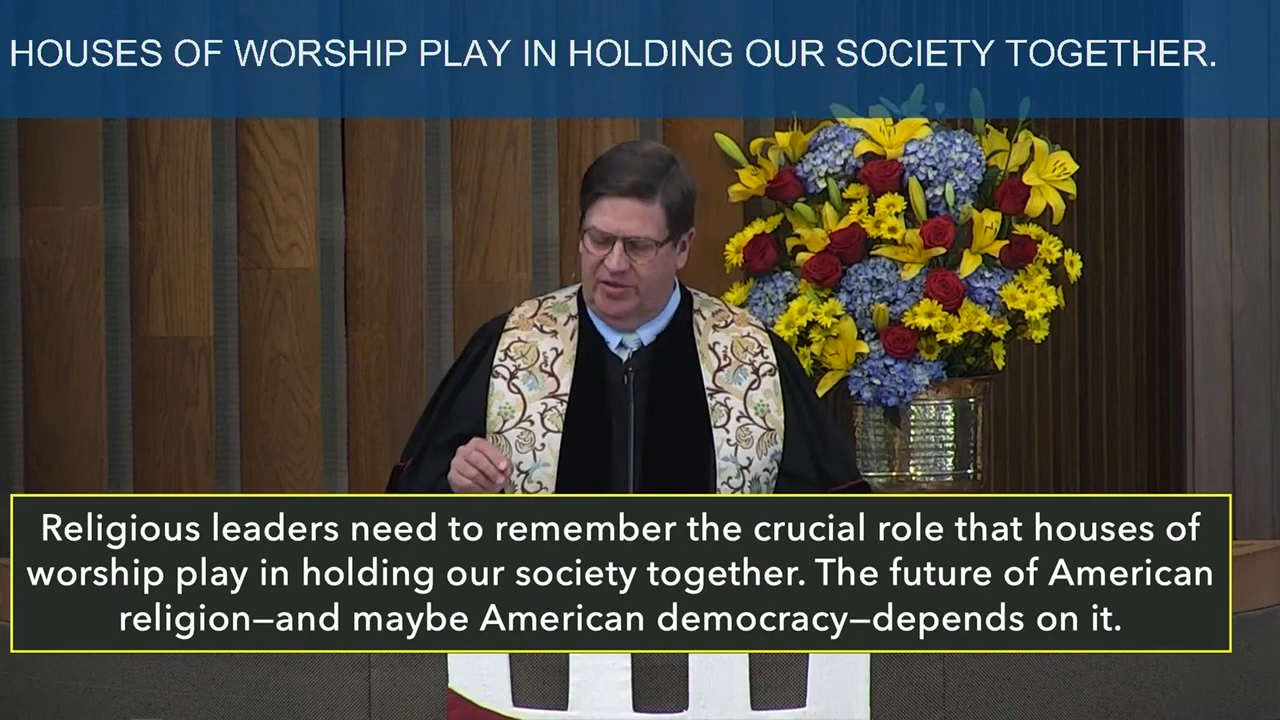 HOUSES OF WORSHIP PLAY IN HOLDING OUR SOCIETY TOGETHER.
Religious leaders need to remember the crucial role that houses of
worship play in holding our society together. The future of American
religion—and maybe American democracy—depends on it.